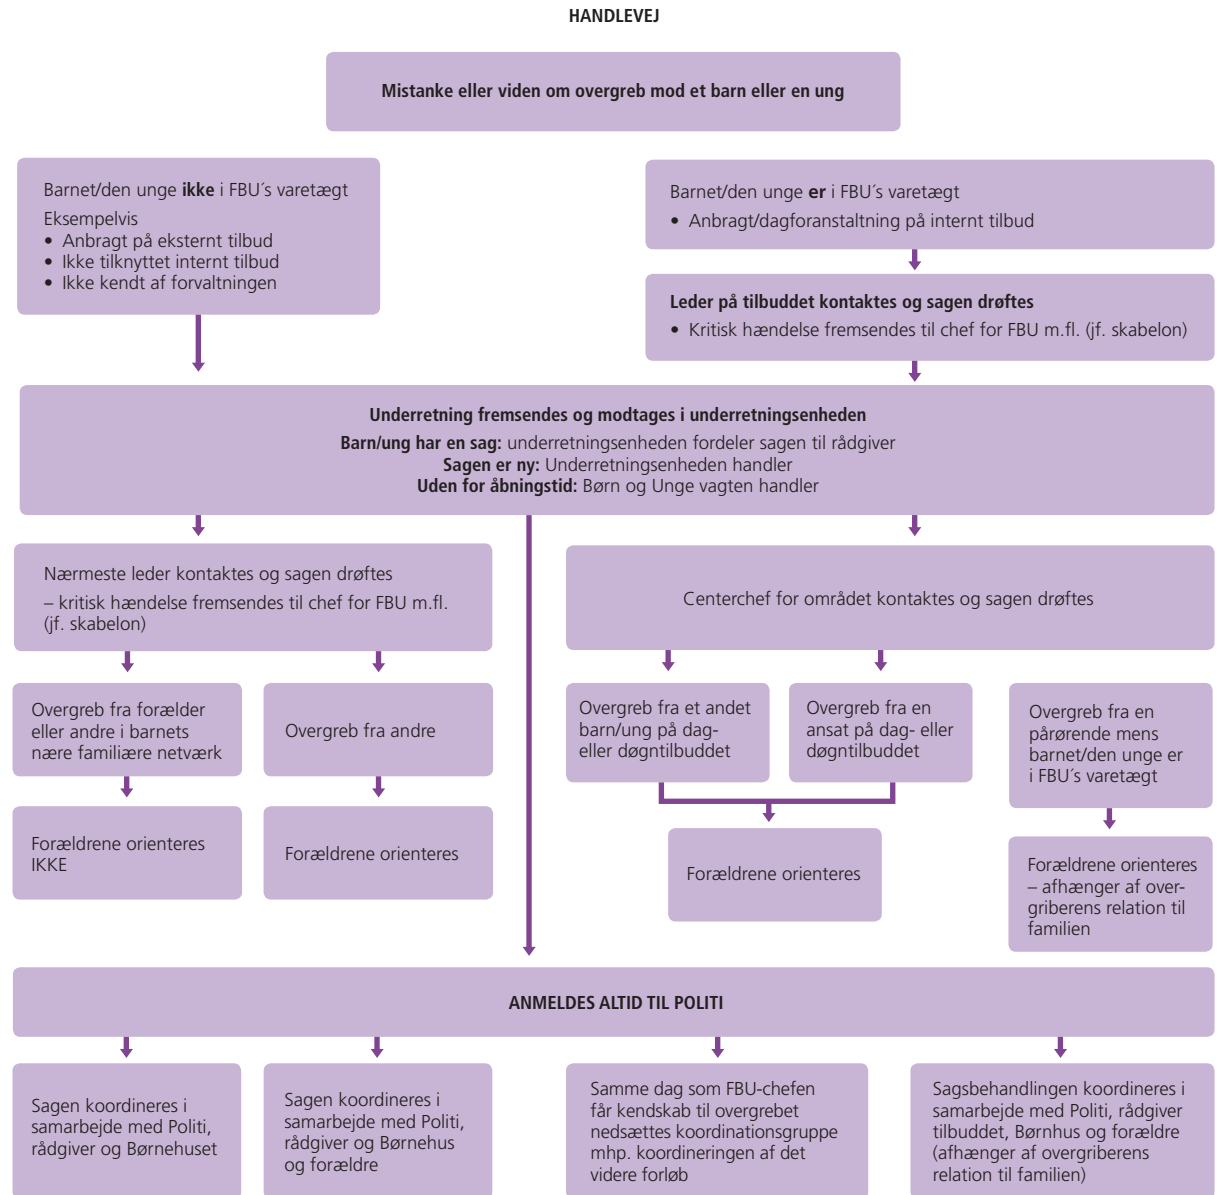 HANDLEVEJ
Mistanke eller viden om overgreb mod et barn eller en ung
Barnet/den unge ikke i FBU´s varetægt
Eksempelvis
• Anbragt på eksternt tilbud
• Ikke tilknyttet internt tilbud
• Ikke kendt af forvaltningen
Barnet/den unge er i FBU´s varetægt
• Anbragt/dagforanstaltning på internt tilbud
Leder på tilbuddet kontaktes og sagen drøftes
• Kritisk hændelse fremsendes til chef for FBU m.fl. (jf. skabelon)
Underretning fremsendes og modtages i underretningsenheden
Barn/ung har en sag: underretningsenheden fordeler sagen til rådgiver
Sagen er ny: Underretningsenheden handler
Uden for åbningstid: Børn og Unge vagten handler
Nærmeste leder kontaktes og sagen drøftes
– kritisk hændelse fremsendes til chef for FBU m.fl.
(jf. skabelon)
Centerchef for området kontaktes og sagen drøftes
Overgreb fra forælder
eller andre i barnets
nære familiære netværk
Overgreb fra andre
Overgreb fra et andet
barn/ung på dag-
eller døgntilbuddet
Overgreb fra en
ansat på dag- eller
døgntilbuddet
Overgreb fra en
pårørende mens
barnet/den unge er
i FBU´s varetægt
Forældrene orienteres
IKKE
Forældrene orienteres
Forældrene orienteres
Forældrene orienteres
– afhænger af over-
griberens relation til
familien
ANMELDES ALTID TIL POLITI
Sagen koordineres i
samarbejde med Politi,
rådgiver og Børnehuset
Sagen koordineres i
samarbejde med Politi,
rådgiver og Børnehus
og forældre
Samme dag som FBU-chefen
får kendskab til overgrebet
nedsættes koordinationsgruppe
mhp. koordineringen af det
videre forløb
Sagsbehandlingen koordineres i
samarbejde med Politi, rådgiver
tilbuddet, Børnhus og forældre
(afhænger af overgriberens
relation til familien)